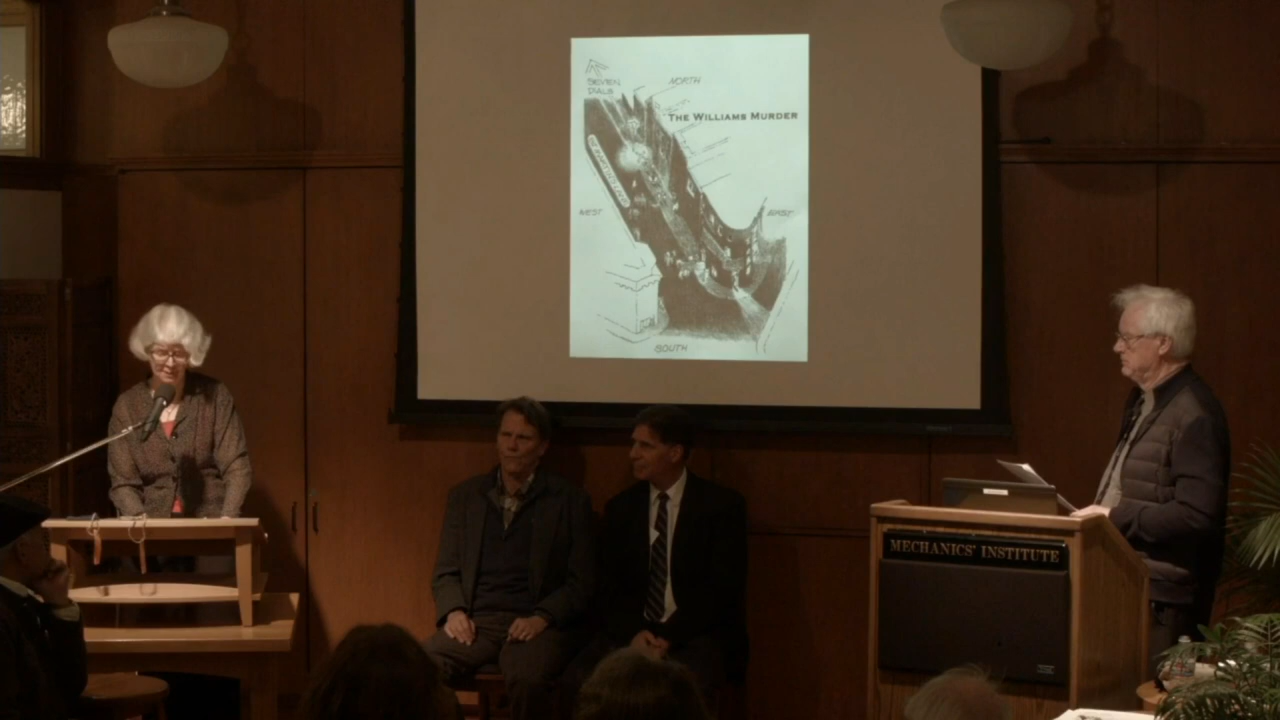 SEVEN
DIALS
NORTH
THE WILLIAMS MURDER
WEST
EAST
SOUTH
MECHANICS' INSTITUTE